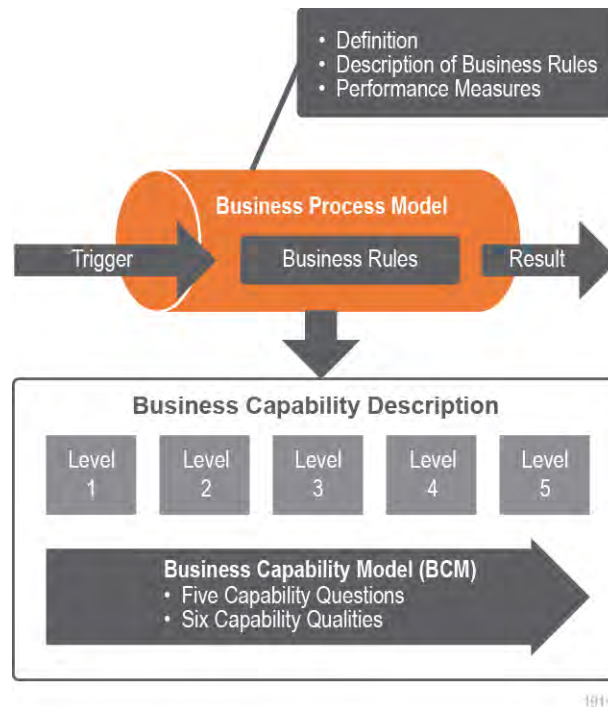 • Definition
• Description of Business Rules
• Performance Measures
Business Process Model
Trigger
Business Rules
Result
Business Capability Description
Level
1
Level
2
Level
3
Level
4
Level
5
Business Capability Model (BCM)
• Five Capability Questions
• Six Capability Qualities